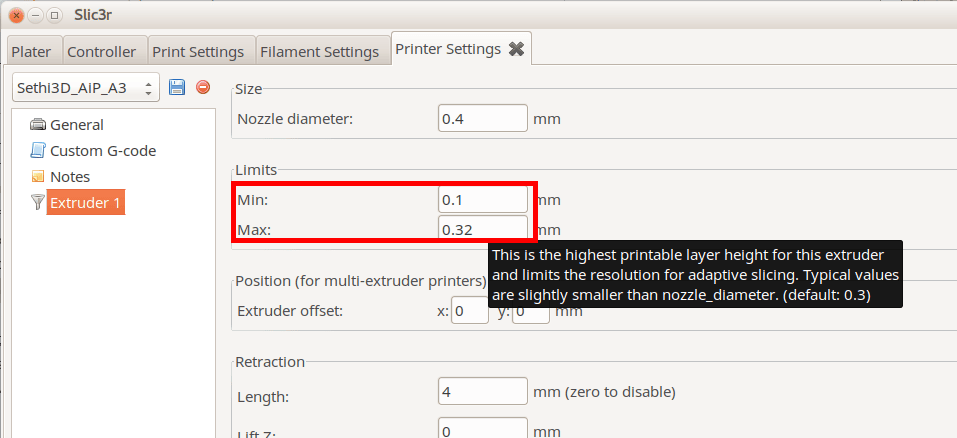 Slic3r
Plater Controller Print Settings Filament Settings Printer Settings
SethI3D_AIP_A3
General
Custom G-code
Notes
Extruder 1
Size
Nozzle diameter: 0.4 mm
Limits
Min: 0.1 mm
Max: 0.32 mm
This is the highest printable layer height for this extruder
and limits the resolution for adaptive slicing. Typical values
are slightly smaller than nozzle_diameter. (default: 0.3)
Position (for multi-extruder printers)
Extruder offset: x: 0 y: 0 mm
Retraction
Length: 4 mm (zero to disable)
Lift Z: 0 mm